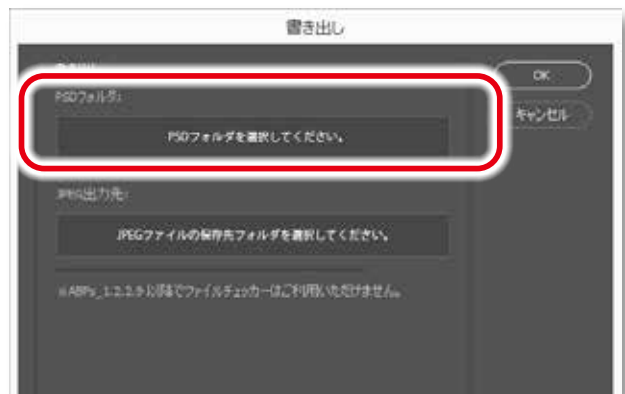 書き出し
PSDフォルダ:
OK
PSDフォルダを選択してください。
キャンセル
JPEG出力先:
JPEGファイルの保存先フォルダを選択してください。
※ABPs_1.2.2.9以降でファイルチェッカーはご利用いただけません。